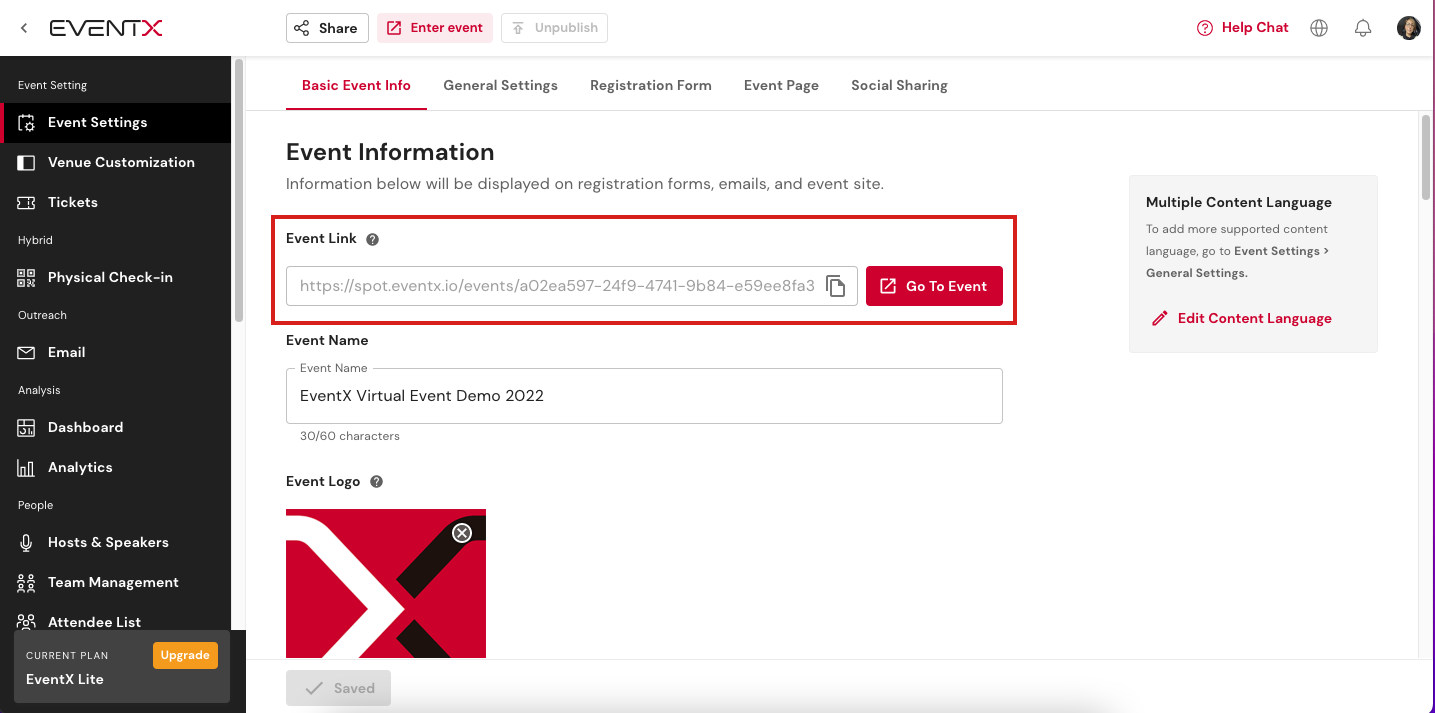 EVENTX
Share
Enter event
Unpublish
Help Chat
Event Setting
Event Settings
Venue Customization
Tickets
Hybrid
Physical Check-in
Outreach
Email
Analysis
Dashboard
Analytics
People
Hosts & Speakers
Team Management
Attendee List
CURRENT PLAN
Upgrade
EventX Lite
Basic Event Info
General Settings
Registration Form
Event Page
Social Sharing
Event Information
Information below will be displayed on registration forms, emails, and event site.
Event Link
https://spot.eventx.io/events/a02ea597-24f9-4741-9b84-e59ee8fa3
Go To Event
Event Name
Event Name
EventX Virtual Event Demo 2022
30/60 characters
Event Logo
Saved
Multiple Content Language
To add more supported content
language, go to Event Settings >
General Settings.
Edit Content Language